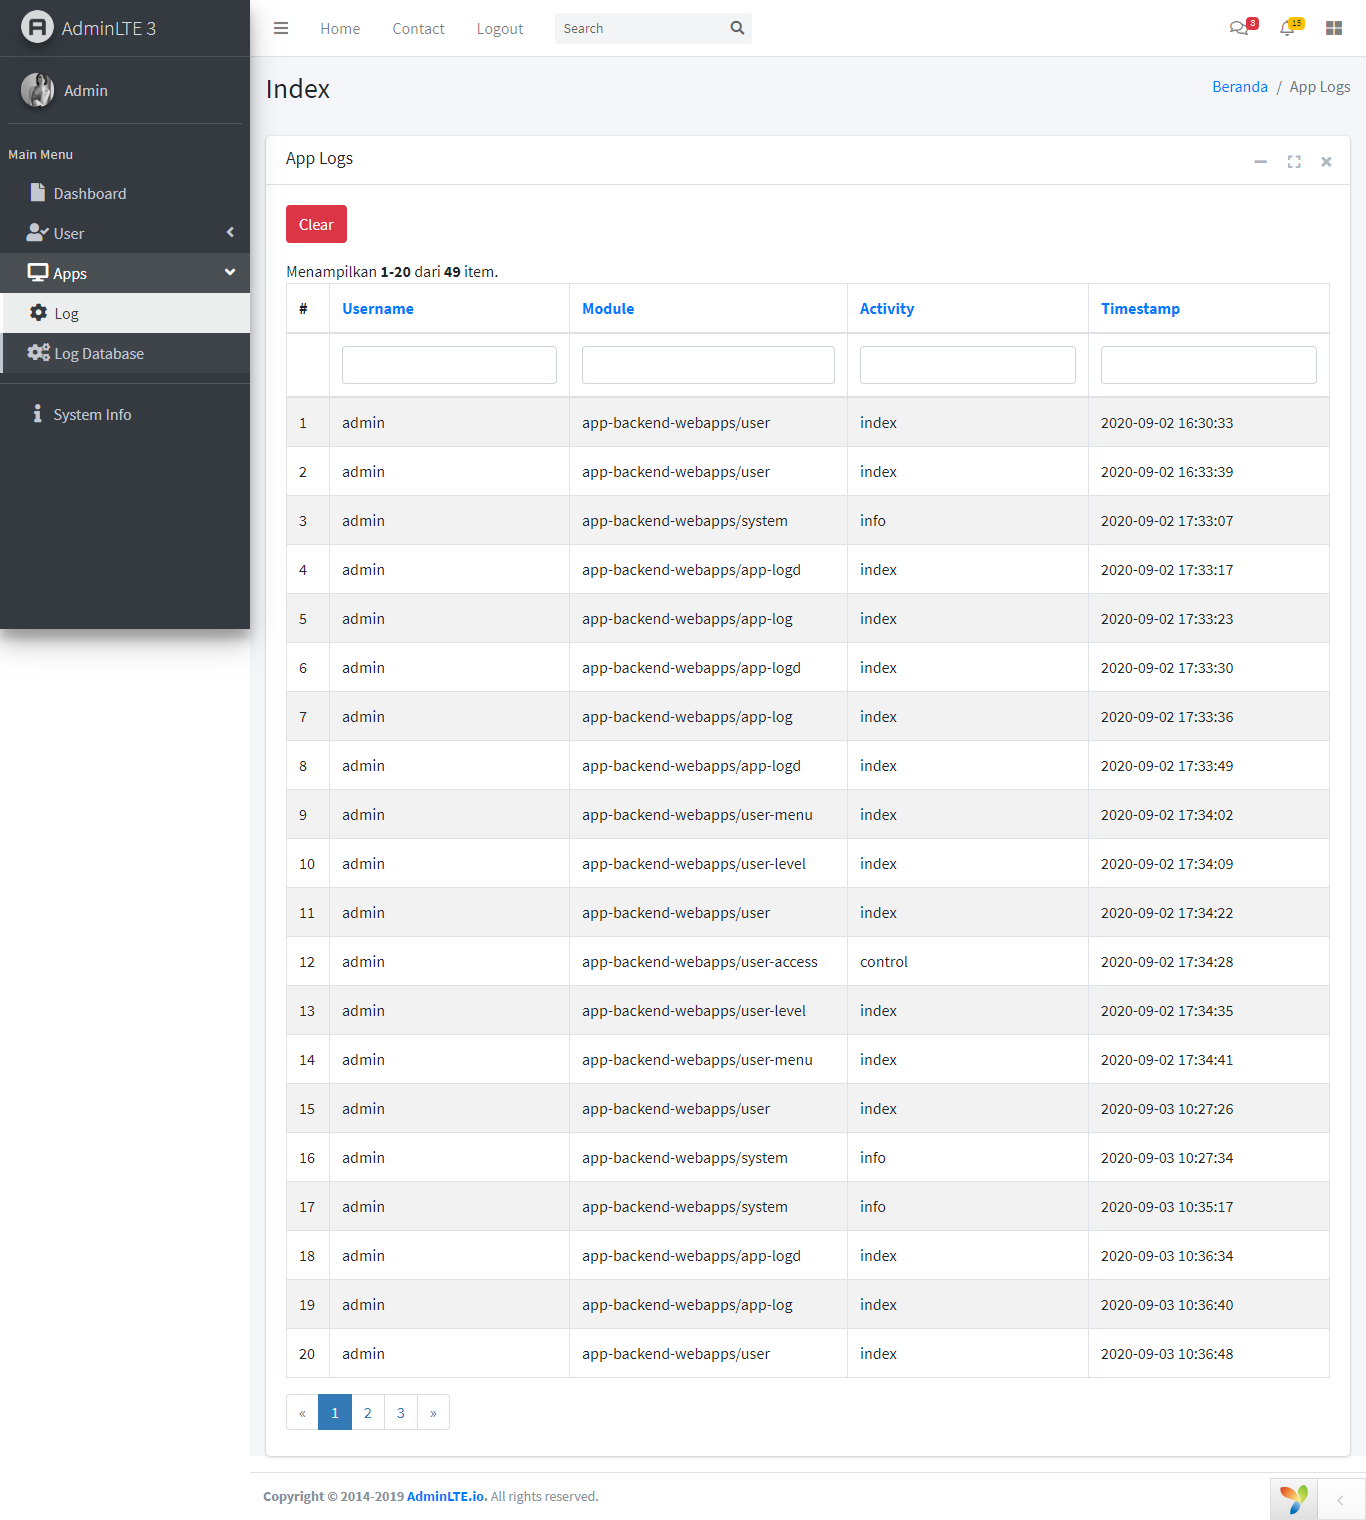 AdminLTE 3
Home Contact Logout Search 3 15
Admin
Index
Beranda / App Logs
Main Menu
Dashboard
User
Apps
Log
Log Database
System Info
App Logs
Clear
Menampilkan 1-20 dari 49 item.
# Username Module Activity Timestamp
1 admin app-backend-webapps/user index 2020-09-02 16:30:33
2 admin app-backend-webapps/user index 2020-09-02 16:33:39
3 admin app-backend-webapps/system info 2020-09-02 17:33:07
4 admin app-backend-webapps/app-logd index 2020-09-02 17:33:17
5 admin app-backend-webapps/app-log index 2020-09-02 17:33:23
6 admin app-backend-webapps/app-logd index 2020-09-02 17:33:30
7 admin app-backend-webapps/app-log index 2020-09-02 17:33:36
8 admin app-backend-webapps/app-logd index 2020-09-02 17:33:49
9 admin app-backend-webapps/user-menu index 2020-09-02 17:34:02
10 admin app-backend-webapps/user-level index 2020-09-02 17:34:09
11 admin app-backend-webapps/user index 2020-09-02 17:34:22
12 admin app-backend-webapps/user-access control 2020-09-02 17:34:28
13 admin app-backend-webapps/user-level index 2020-09-02 17:34:35
14 admin app-backend-webapps/user-menu index 2020-09-02 17:34:41
15 admin app-backend-webapps/user index 2020-09-03 10:27:26
16 admin app-backend-webapps/system info 2020-09-03 10:27:34
17 admin app-backend-webapps/system info 2020-09-03 10:35:17
18 admin app-backend-webapps/app-logd index 2020-09-03 10:36:34
19 admin app-backend-webapps/app-log index 2020-09-03 10:36:40
20 admin app-backend-webapps/user index 2020-09-03 10:36:48
« 1 2 3 »
Copyright © 2014-2019 AdminLTE.io. All rights reserved.